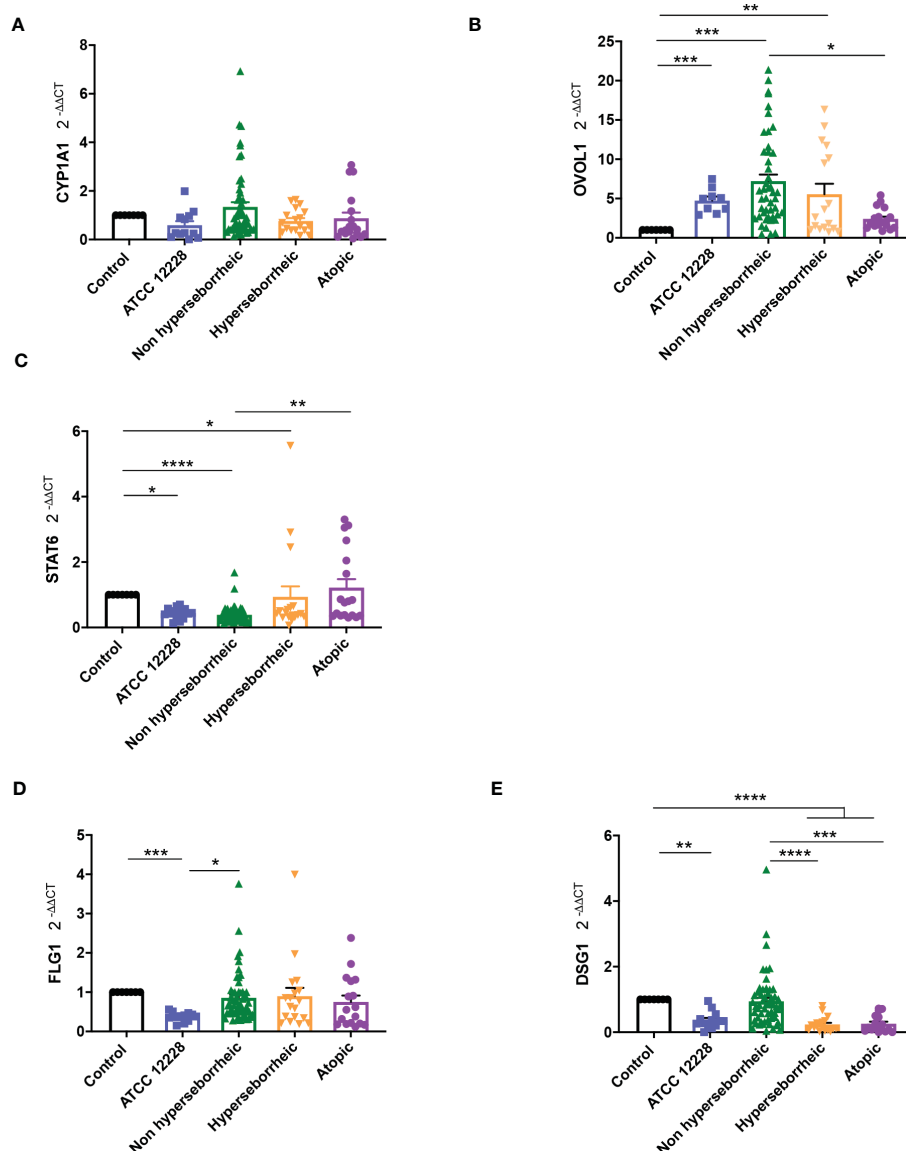 A
CYP1A1 2 -ΔΔCT
8
6
4
2
0
Control
ATCC 12228
Non hyperseborrheic
Hyperseborrheic
Atopic
B
OVOL1 2 -ΔΔCT
25
20
15
10
5
0
**
***
*
***
Control
ATCC 12228
Non hyperseborrheic
Hyperseborrheic
Atopic
C
STAT6 2 -ΔΔCT
6
4
2
0
**
*
****
*
Control
ATCC 12228
Non hyperseborrheic
Hyperseborrheic
Atopic
D
FLG1 2 -ΔΔCT
5
4
3
2
1
0
***
*
Control
ATCC 12228
Non hyperseborrheic
Hyperseborrheic
Atopic
E
DSG1 2 -ΔΔCT
6
4
2
0
****
***
**
****
Control
ATCC 12228
Non hyperseborrheic
Hyperseborrheic
Atopic